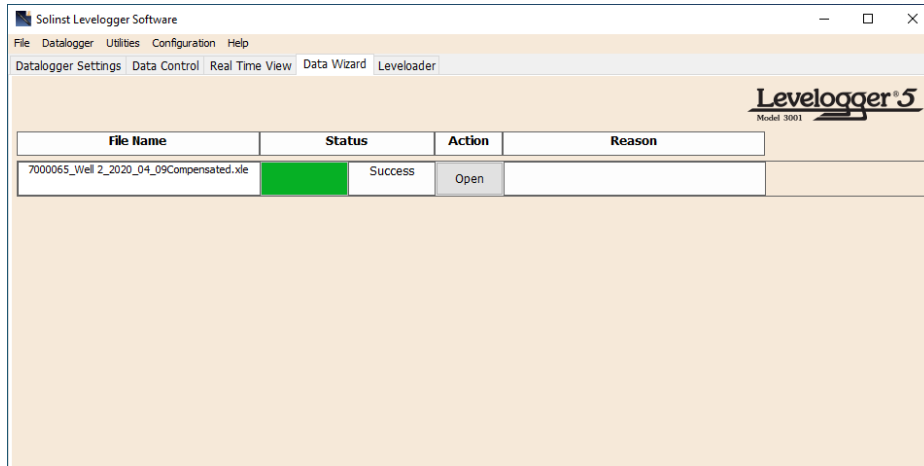 Solinst Levelogger Software
File Datalogger Utilities Configuration Help
Datalogger Settings Data Control Real Time View Data Wizard Leveloader
Levelogger® 5
Model 3001
File Name Status Action Reason
7000065_Well 2_2020_04_09Compensated.xle Success Open